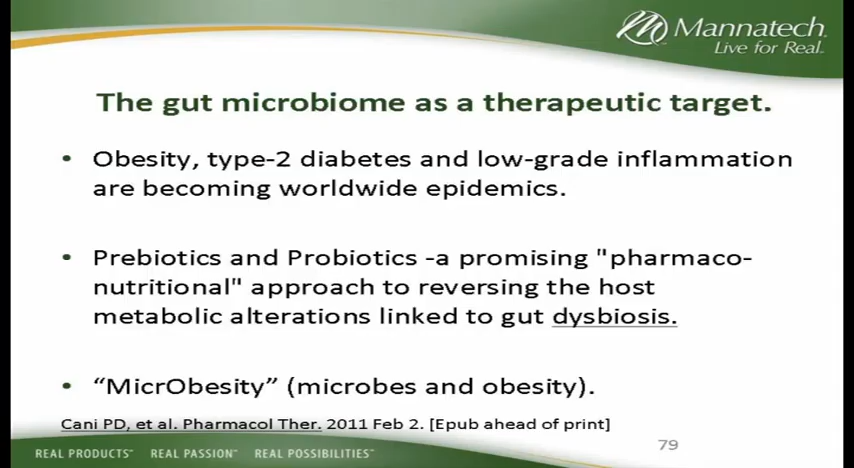 Mannatech
Live for Real™
The gut microbiome as a therapeutic target.
• Obesity, type-2 diabetes and low-grade inflammation
are becoming worldwide epidemics.
• Prebiotics and Probiotics -a promising "pharmaco-
nutritional" approach to reversing the host
metabolic alterations linked to gut dysbiosis.
• “MicrObesity” (microbes and obesity).
Cani PD, et al. Pharmacol Ther. 2011 Feb 2. [Epub ahead of print]
79
REAL PRODUCTS™ REAL PASSION™ REAL POSSIBILITIES™